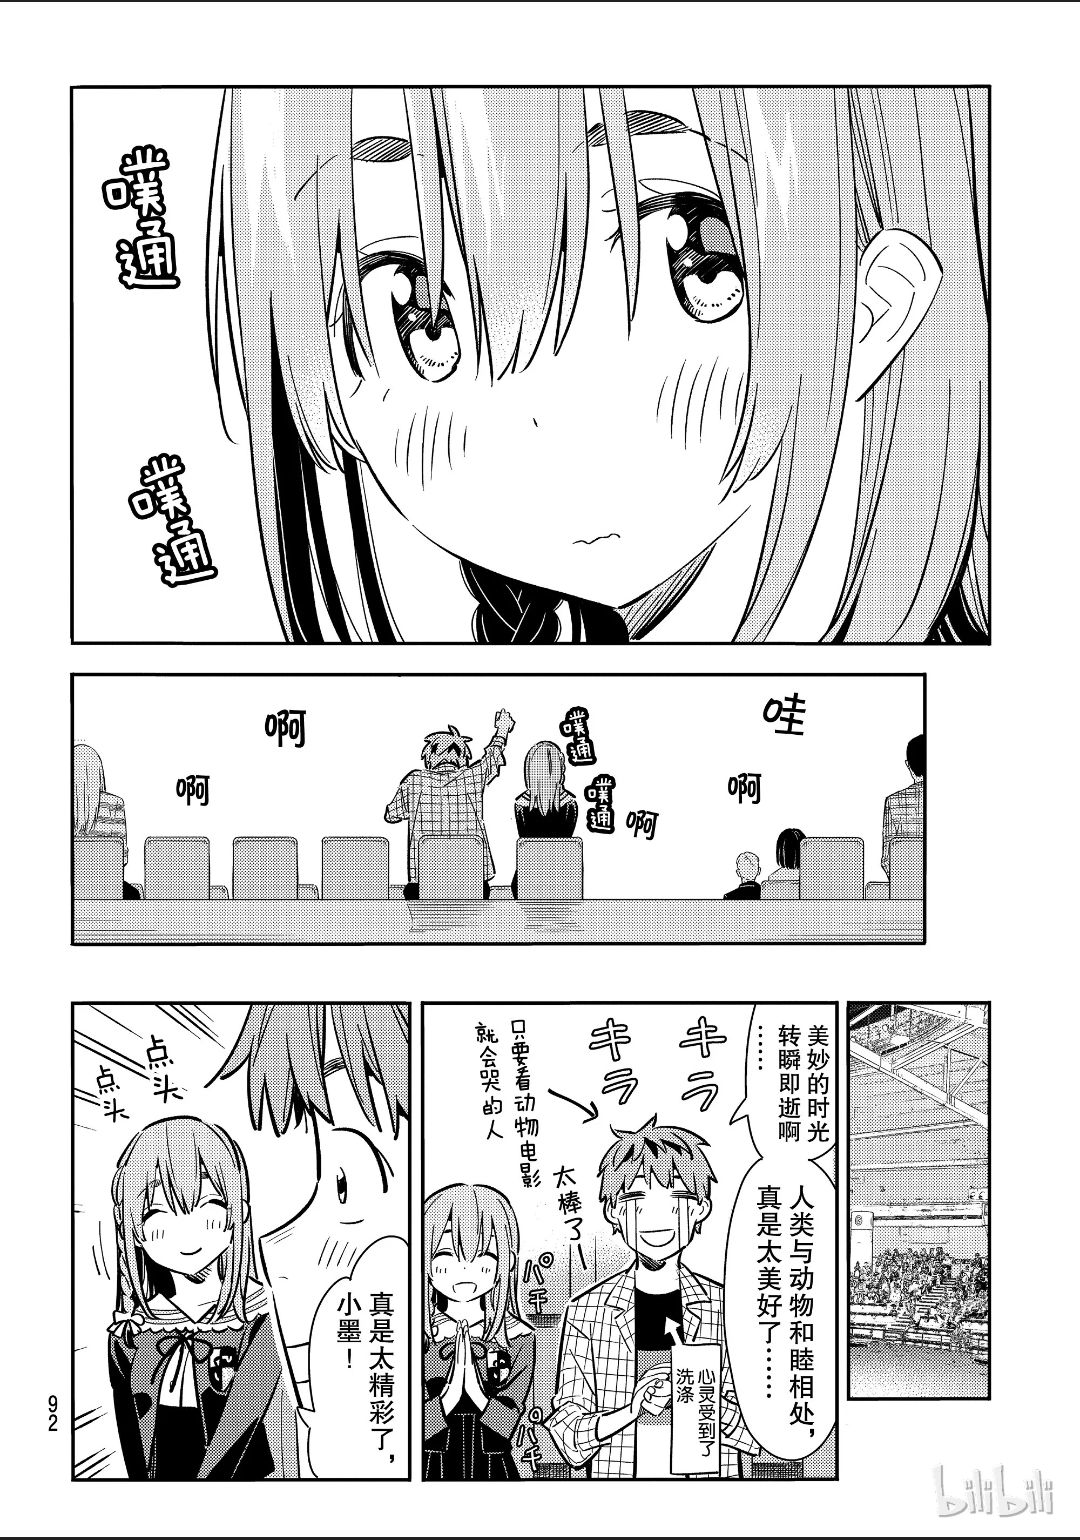 噗通
噗通
哇
啊
啊
噗通
噗通
啊
啊
美妙的时光
转瞬即逝啊
……
人类与动物和睦相处，
真是太美好了……
キラ
キラ
只要看动物电影
就会哭的人
太棒了
心灵受到了
洗涤
パチ
パチ
真是太精彩了，
小墨！
点头
点头
92
bilibili